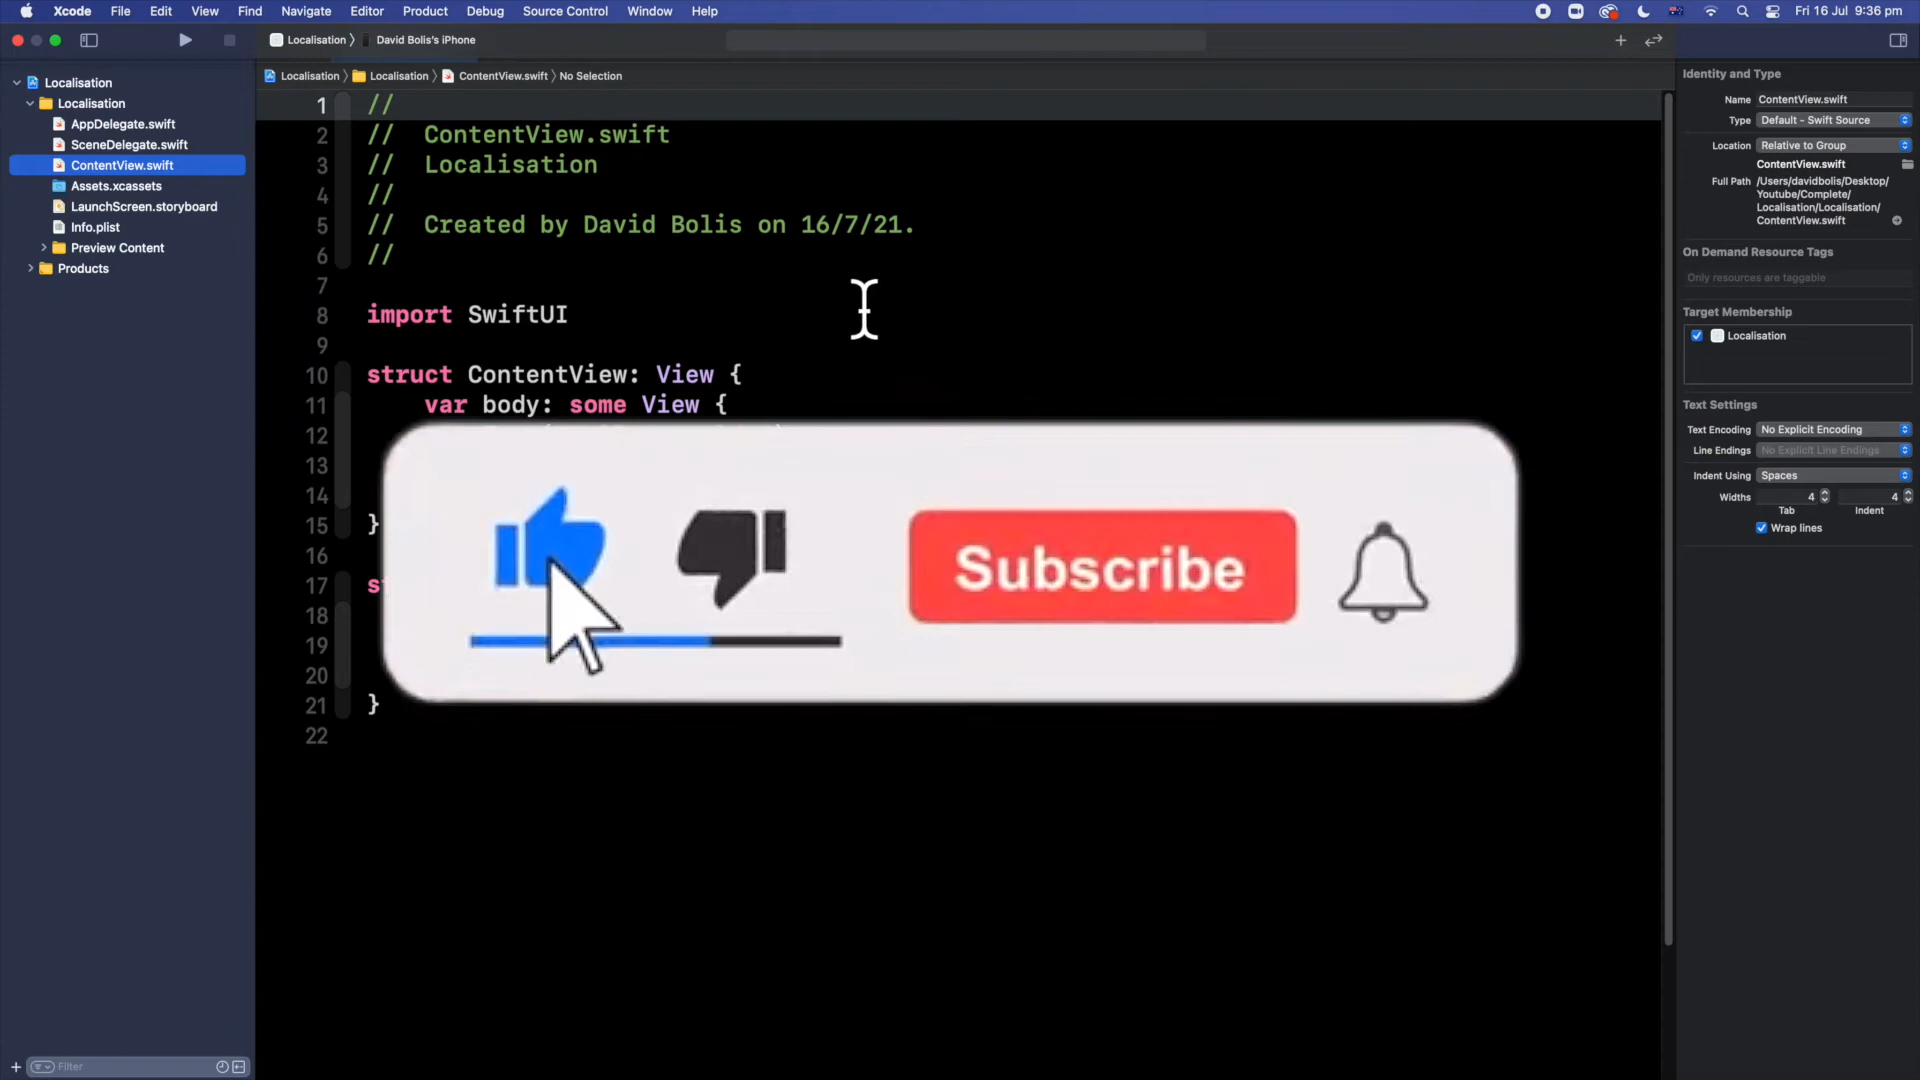 Xcode File Edit View Find Navigate Editor Product Debug Source Control Window Help Fri 16 Jul 9:36 pm
Localisation David Bolis's iPhone
Localisation Localisation ContentView.swift No Selection
Localisation
Localisation
AppDelegate.swift
SceneDelegate.swift
ContentView.swift
Assets.xcassets
LaunchScreen.storyboard
Info.plist
Preview Content
Products
Filter
1 //
2 // ContentView.swift
3 // Localisation
4 //
5 // Created by David Bolis on 16/7/21.
6 //
7
8 import SwiftUI
9
10 struct ContentView: View {
11 var body: some View {
12
13
14
15 }
16
17 s
18
19
20
21 }
22
Subscribe
Identity and Type
Name ContentView.swift
Type Default - Swift Source
Location Relative to Group
ContentView.swift
Full Path /Users/davidbolis/Desktop/
Youtube/Complete/
Localisation/Localisation/
ContentView.swift
On Demand Resource Tags
Only resources are taggable
Target Membership
Localisation
Text Settings
Text Encoding No Explicit Encoding
Line Endings No Explicit Line Endings
Indent Using Spaces
Widths 4 4
Tab Indent
Wrap lines